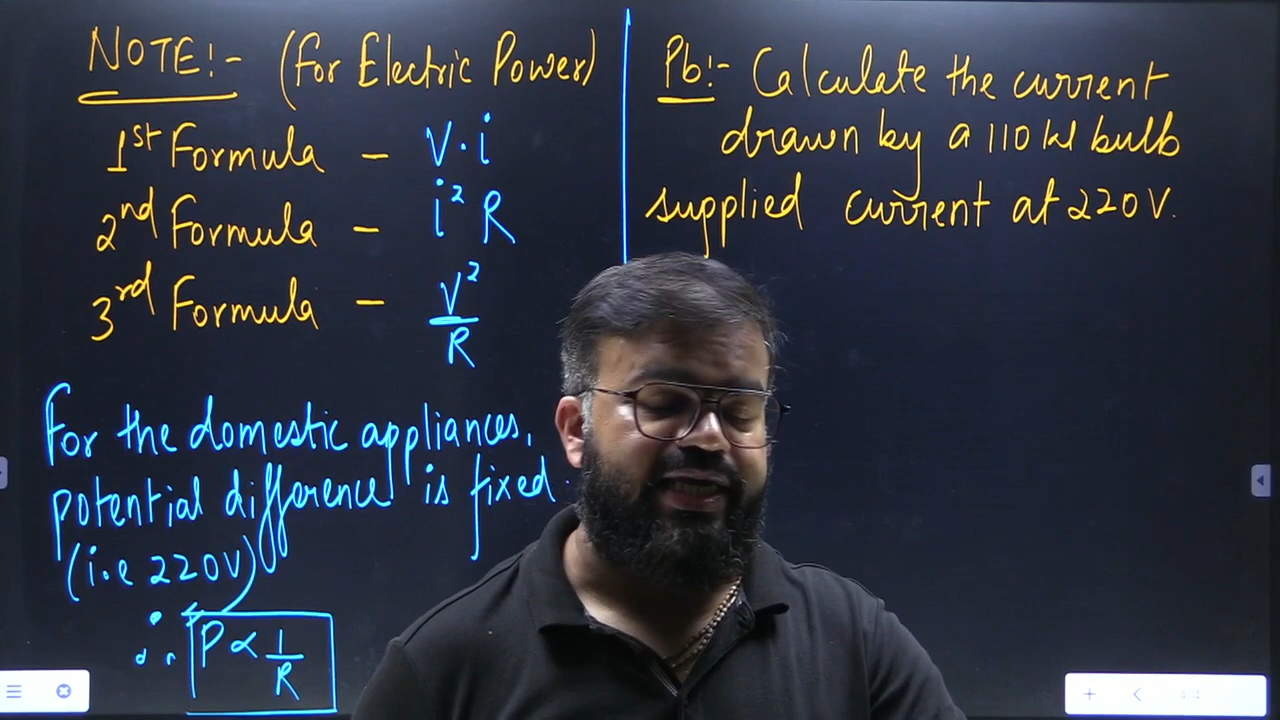 NOTE!- (For Electric Power)
1st Formula - V·i
2nd Formula - i² R
3rd Formula - V²/R
For the domestic appliances,
potential difference is fixed.
(i.e 220V)
∴ P ∝ 1/R
Pb!- Calculate the current
drawn by a 110 W bulb
supplied current at 220V.